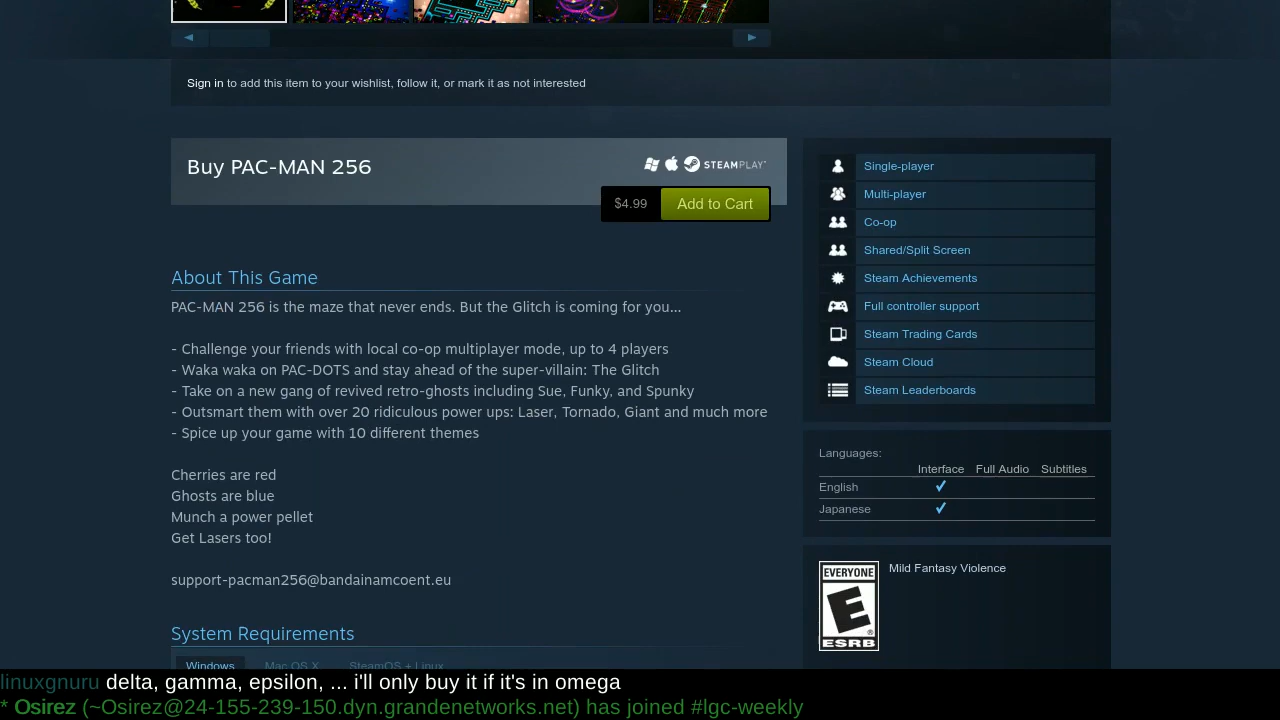 Sign in to add this item to your wishlist, follow it, or mark it as not interested
Buy PAC-MAN 256
STEAMPLAY
$4.99
Add to Cart
About This Game
PAC-MAN 256 is the maze that never ends. But the Glitch is coming for you...
- Challenge your friends with local co-op multiplayer mode, up to 4 players
- Waka waka on PAC-DOTS and stay ahead of the super-villain: The Glitch
- Take on a new gang of revived retro-ghosts including Sue, Funky, and Spunky
- Outsmart them with over 20 ridiculous power ups: Laser, Tornado, Giant and much more
- Spice up your game with 10 different themes
Cherries are red
Ghosts are blue
Munch a power pellet
Get Lasers too!
support-pacman256@bandainamcoent.eu
System Requirements
Windows Mac OS X SteamOS + Linux
Single-player
Multi-player
Co-op
Shared/Split Screen
Steam Achievements
Full controller support
Steam Trading Cards
Steam Cloud
Steam Leaderboards
Languages:
Interface Full Audio Subtitles
English
Japanese
EVERYONE
E
ESRB
Mild Fantasy Violence
linuxgnuru delta, gamma, epsilon, ... i'll only buy it if it's in omega
* Osirez (~Osirez@24-155-239-150.dyn.grandenetworks.net) has joined #lgc-weekly